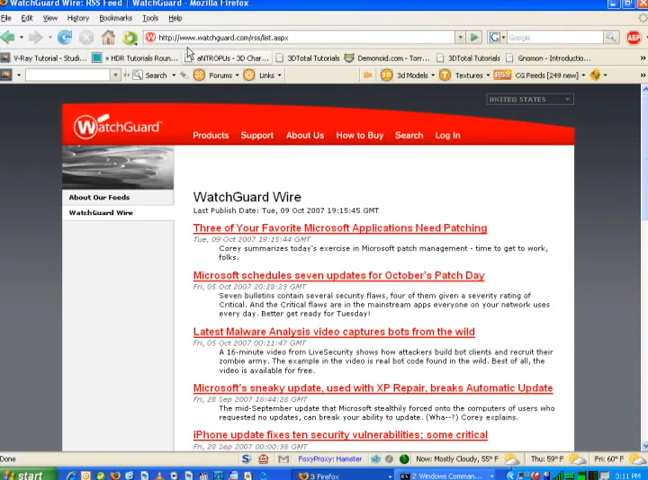 WatchGuard Wire: RSS Feed | WatchGuard - Mozilla Firefox
File Edit View History Bookmarks Tools Help
http://www.watchguard.com/rss/list.aspx
Google
V-Ray Tutorial - Studi... » HDR Tutorials Roun... aNTROPUs - 3D Char... 3DTotal Tutorials Demonoid.com - Torr... 3DTotal Tutorials Gnomon - Introductio...
Search Forums Links 3d Models Textures RSS CG Feeds [249 new]
UNITED STATES
WatchGuard
Products Support About Us How to Buy Search Log In
About Our Feeds
WatchGuard Wire
WatchGuard Wire
Last Publish Date: Tue, 09 Oct 2007 19:15:45 GMT
Three of Your Favorite Microsoft Applications Need Patching
Tue, 09 Oct 2007 19:15:44 GMT
Corey summarizes today's exercise in Microsoft patch management - time to get to work,
folks.
Microsoft schedules seven updates for October's Patch Day
Fri, 05 Oct 2007 20:28:23 GMT
Seven bulletins contain several security flaws, four of them given a severity rating of
Critical. And the Critical flaws are in the mainstream apps everyone on your network uses
every day. Better get ready for Tuesday!
Latest Malware Analysis video captures bots from the wild
Fri, 05 Oct 2007 00:11:47 GMT
A 16-minute video from LiveSecurity shows how attackers build bot clients and recruit their
zombie army. The example in the video is real bot code found in the wild. Best of all, the
video is available for free.
Microsoft's sneaky update, used with XP Repair, breaks Automatic Update
Fri, 28 Sep 2007 16:44:26 GMT
The mid-September update that Microsoft stealthily forced onto the computers of users who
requested no updates, can break your ability to update. (Wha--?) Corey explains.
iPhone update fixes ten security vulnerabilities; some critical
Fri, 28 Sep 2007 00:00:38 GMT
Done FoxyProxy: Hamster Now: Mostly Cloudy, 55° F Thu: 59° F Fri: 60° F
start 3 Firefox 2 Windows Comman... 3:11 PM